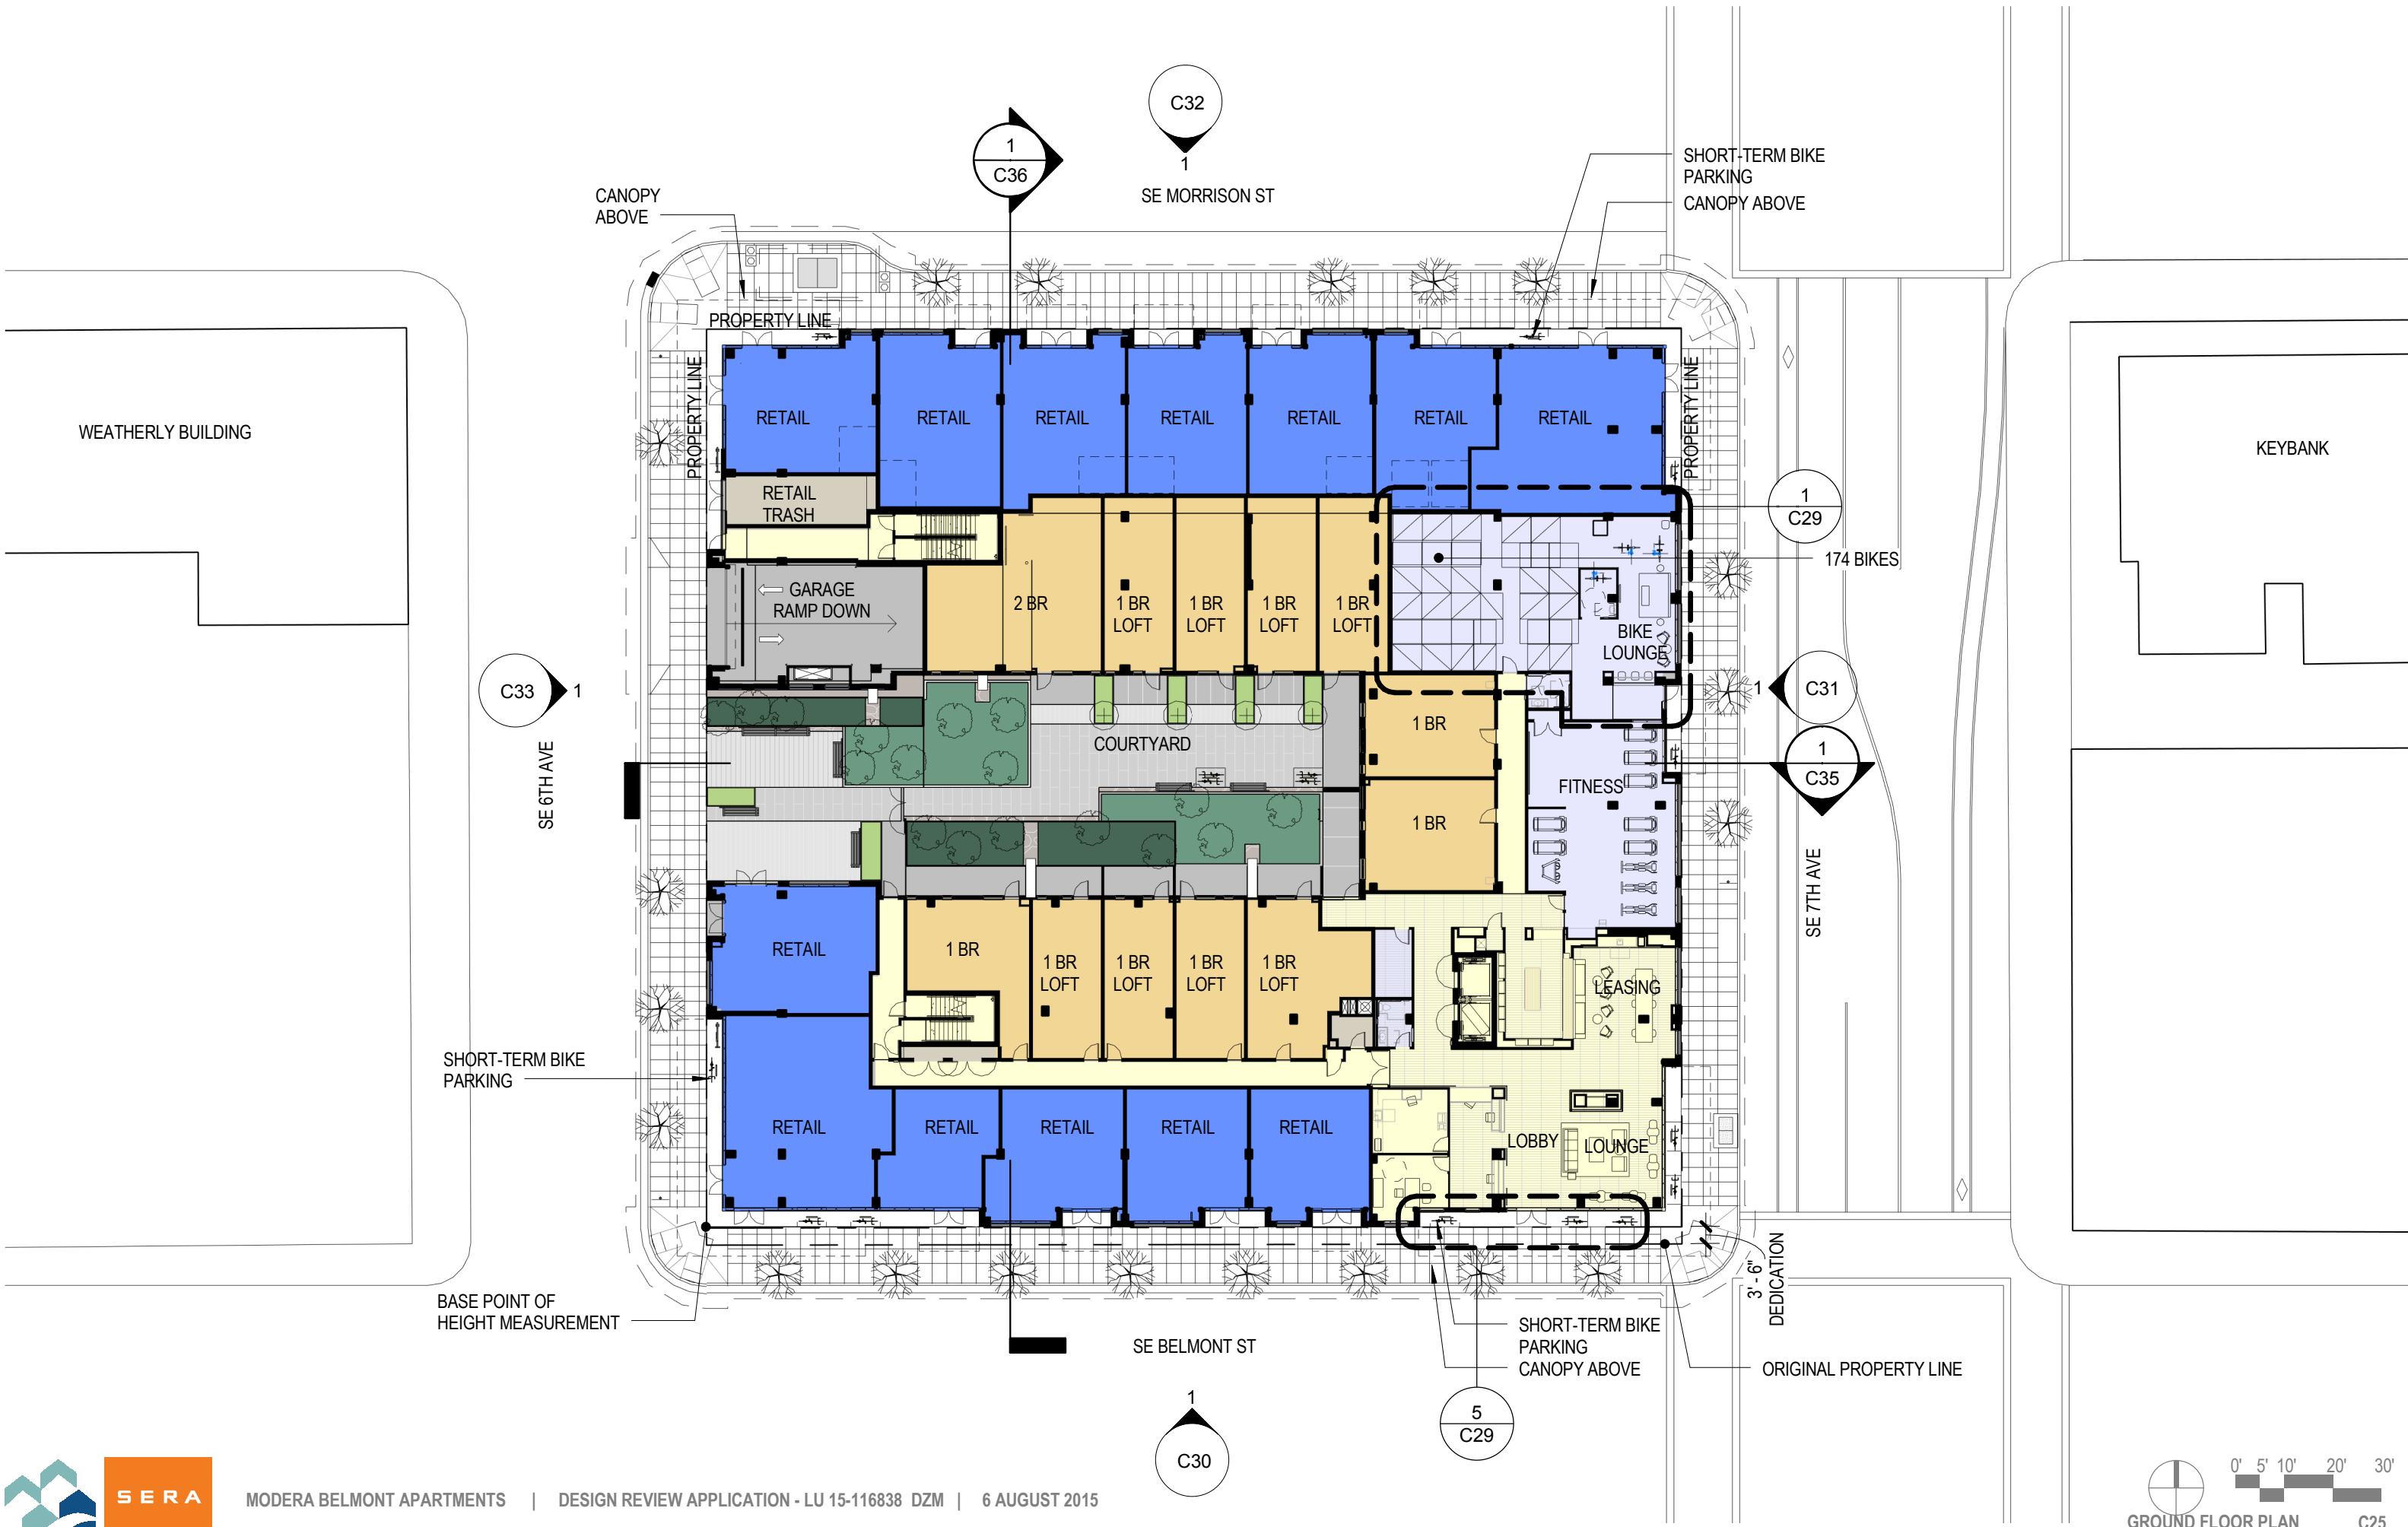 C32
1
1
C36
SE MORRISON ST
SHORT-TERM BIKE
PARKING
CANOPY ABOVE
CANOPY
ABOVE
PROPERTY LINE
PROPERTY LINE
PROPERTY LINE
WEATHERLY BUILDING
KEYBANK
RETAIL
RETAIL
RETAIL
RETAIL
RETAIL
RETAIL
RETAIL
RETAIL
TRASH
1
C29
174 BIKES
GARAGE
RAMP DOWN
2 BR
1 BR
LOFT
1 BR
LOFT
1 BR
LOFT
1 BR
LOFT
BIKE
LOUNGE
C33
1
1
C31
1 BR
COURTYARD
1
C35
SE 6TH AVE
FITNESS
1 BR
SE 7TH AVE
RETAIL
1 BR
1 BR
LOFT
1 BR
LOFT
1 BR
LOFT
1 BR
LOFT
LEASING
SHORT-TERM BIKE
PARKING
RETAIL
RETAIL
RETAIL
RETAIL
RETAIL
LOBBY
LOUNGE
3' - 6"
DEDICATION
BASE POINT OF
HEIGHT MEASUREMENT
SE BELMONT ST
SHORT-TERM BIKE
PARKING
CANOPY ABOVE
ORIGINAL PROPERTY LINE
1
C30
5
C29
SERA
MODERA BELMONT APARTMENTS | DESIGN REVIEW APPLICATION - LU 15-116838 DZM | 6 AUGUST 2015
0' 5' 10' 20' 30'
GROUND FLOOR PLAN C25